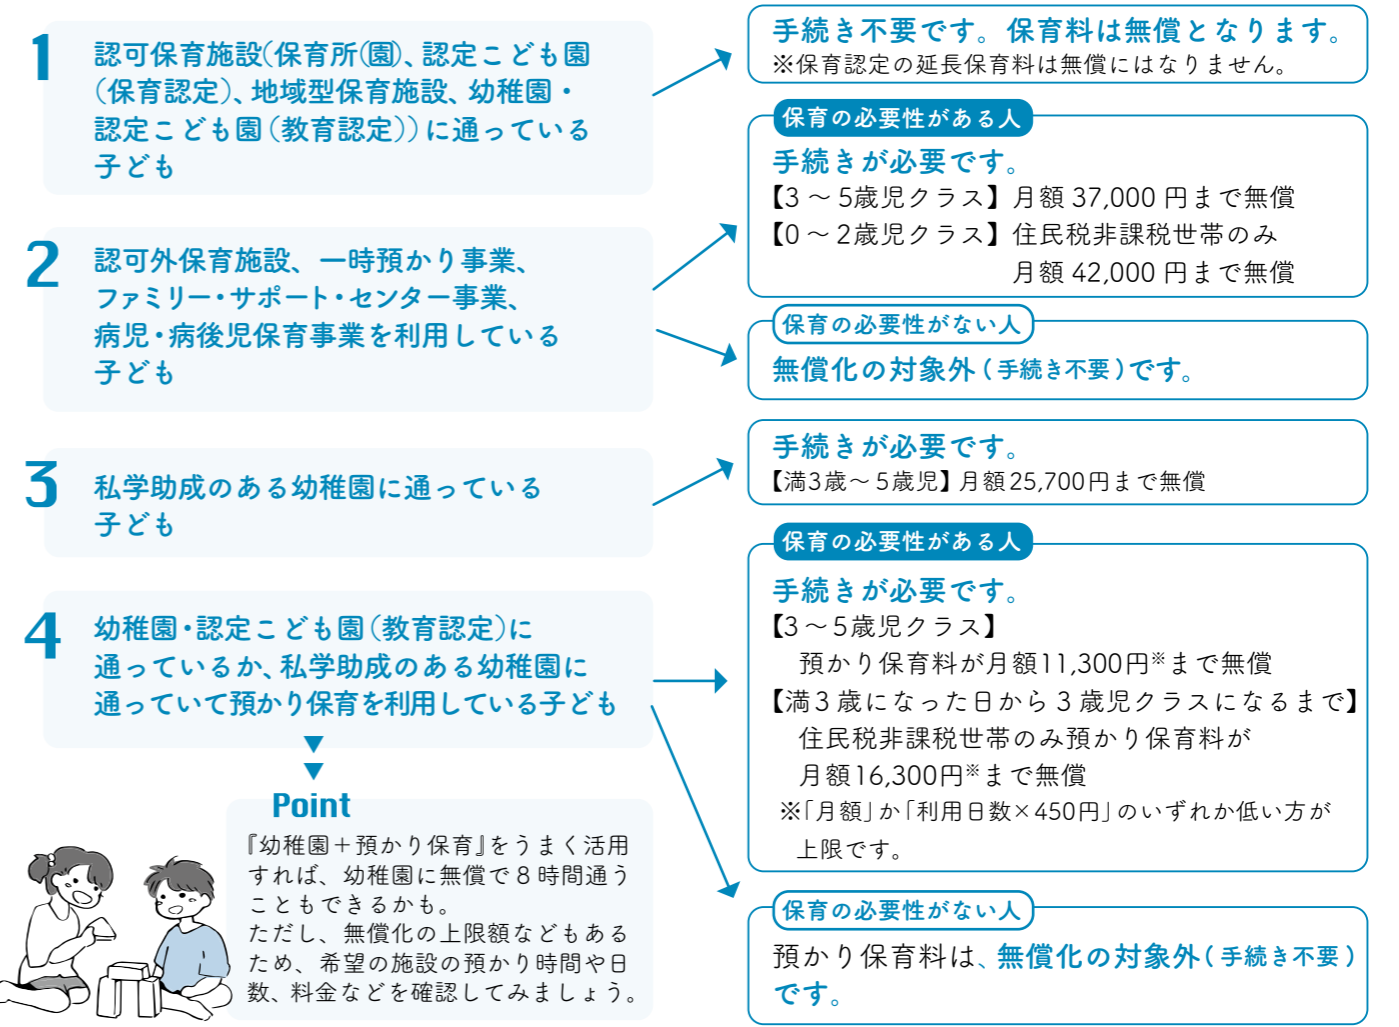 1
認可保育施設(保育所(園)、認定こども園
(保育認定)、地域型保育施設、幼稚園・
認定こども園(教育認定))に通っている
子ども
手続き不要です。保育料は無償となります。
※保育認定の延長保育料は無償にはなりません。
2
認可外保育施設、一時預かり事業、
ファミリー・サポート・センター事業、
病児・病後児保育事業を利用している
子ども
保育の必要性がある人
手続きが必要です。
【3～5歳児クラス】月額 37,000 円まで無償
【0～2歳児クラス】住民税非課税世帯のみ
月額 42,000 円まで無償
保育の必要性がない人
無償化の対象外(手続き不要)です。
3
私学助成のある幼稚園に通っている
子ども
手続きが必要です。
【満3歳～5歳児】月額25,700円まで無償
4
幼稚園・認定こども園(教育認定)に
通っているか、私学助成のある幼稚園に
通っていて預かり保育を利用している子ども
Point
『幼稚園+預かり保育』をうまく活用
すれば、幼稚園に無償で8時間通う
こともできるかも。
ただし、無償化の上限額などもある
ため、希望の施設の預かり時間や日
数、料金などを確認してみましょう。
保育の必要性がある人
手続きが必要です。
【3～5歳児クラス】
預かり保育料が月額11,300円※まで無償
【満3歳になった日から3歳児クラスになるまで】
住民税非課税世帯のみ預かり保育料が
月額16,300円※まで無償
※「月額」か「利用日数×450円」のいずれか低い方が
上限です。
保育の必要性がない人
預かり保育料は、無償化の対象外(手続き不要)
です。